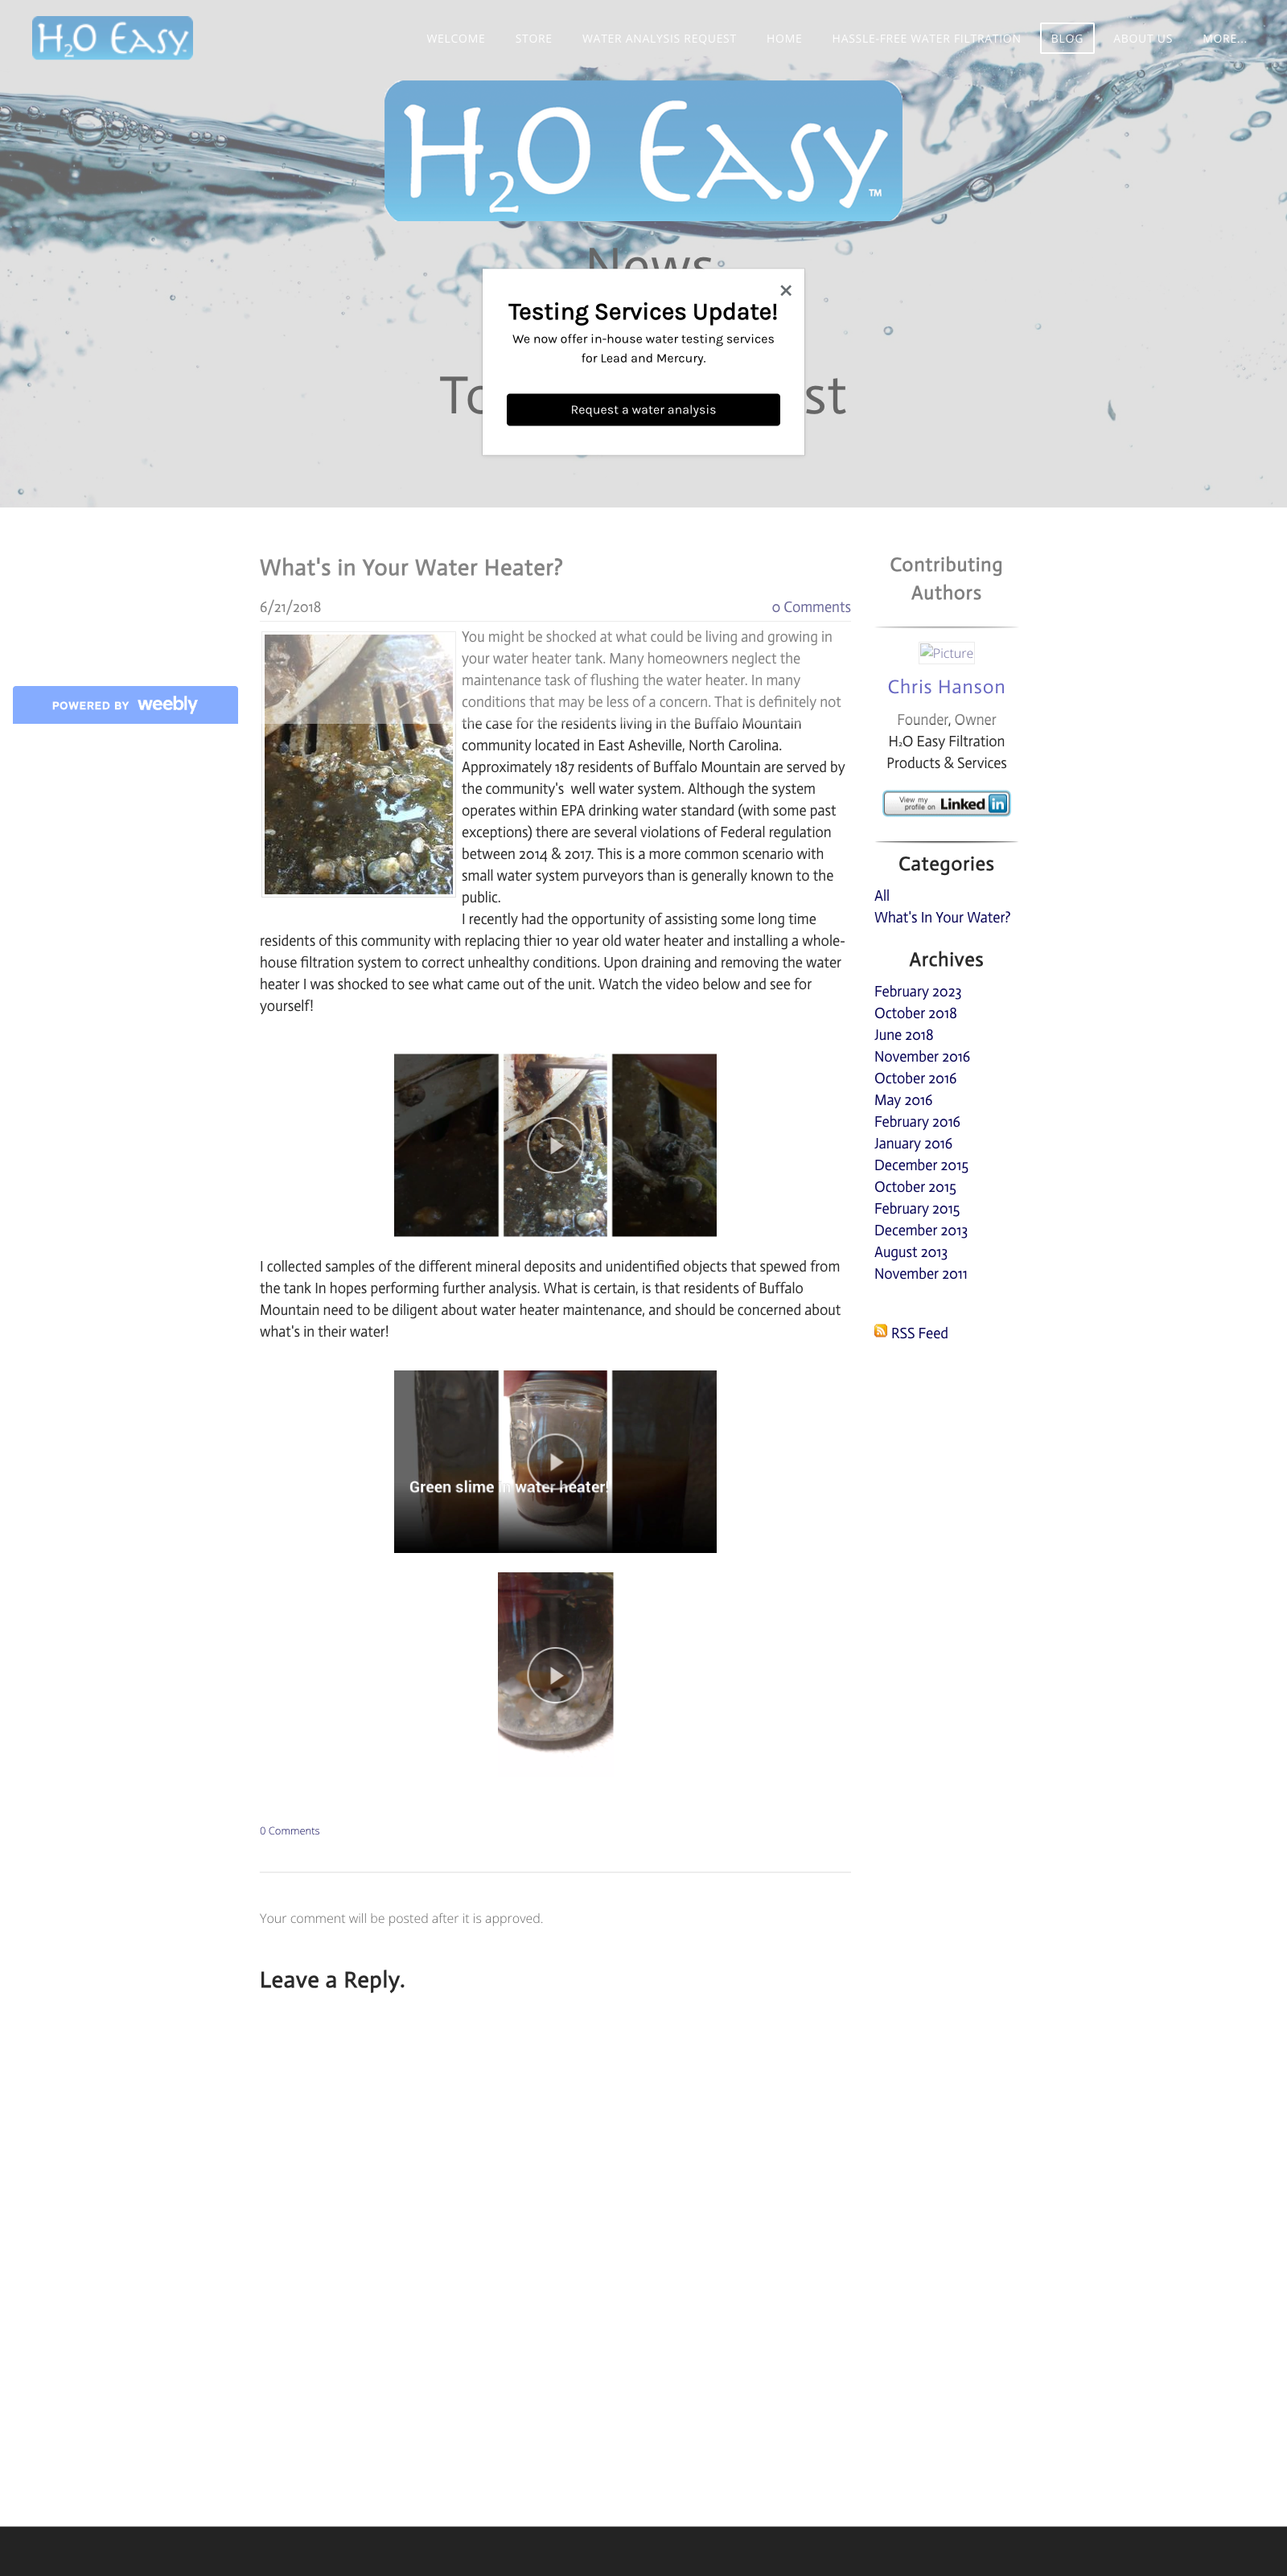 H2O Easy
WELCOME
STORE
WATER ANALYSIS REQUEST
HOME
HASSLE-FREE WATER FILTRATION
BLOG
ABOUT US
MORE...
H2O Easy™
News
Testing Services Update!
We now offer in-house water testing services
for Lead and Mercury.
Request a water analysis
What's in Your Water Heater?
6/21/2018
0 Comments
You might be shocked at what could be living and growing in
your water heater tank. Many homeowners neglect the
maintenance task of flushing the water heater. In many
conditions that may be less of a concern. That is definitely not
the case for the residents living in the Buffalo Mountain
community located in East Asheville, North Carolina.
Approximately 187 residents of Buffalo Mountain are served by
the community's  well water system. Although the system
operates within EPA drinking water standard (with some past
exceptions) there are several violations of Federal regulation
between 2014 & 2017. This is a more common scenario with
small water system purveyors than is generally known to the
public.
I recently had the opportunity of assisting some long time
residents of this community with replacing thier 10 year old water heater and installing a whole-
house filtration system to correct unhealthy conditions. Upon draining and removing the water
heater I was shocked to see what came out of the unit. Watch the video below and see for
yourself!
I collected samples of the different mineral deposits and unidentified objects that spewed from
the tank In hopes performing further analysis. What is certain, is that residents of Buffalo
Mountain need to be diligent about water heater maintenance, and should be concerned about
what's in their water!
Green slime in water heater!
0 Comments
Your comment will be posted after it is approved.
Leave a Reply.
Contributing
Authors
Picture
Chris Hanson
Founder, Owner
H2O Easy Filtration
Products & Services
View my
profile on
Linked in
Categories
All
What's In Your Water?
Archives
February 2023
October 2018
June 2018
November 2016
October 2016
May 2016
February 2016
January 2016
December 2015
October 2015
February 2015
December 2013
August 2013
November 2011
RSS Feed
POWERED BY weebly